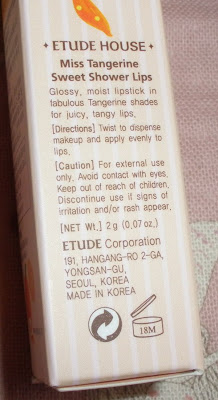 ETUDE HOUSE
Miss Tangerine
Sweet Shower Lips
Glossy, moist lipstick in
fabulous Tangerine shades
for juicy, tangy lips.
[Directions] Twist to dispense
makeup and apply evenly to
lips.
[Caution] For external use
only. Avoid contact with eyes.
Keep out of reach of children.
Discontinue use if signs of
irritation and/or rash appear.
[NET Wt.] 2g (0.07oz.)
ETUDE Corporation
191, HANGANG-RO 2-GA,
YONGSAN-GU,
SEOUL, KOREA
MADE IN KOREA
18M